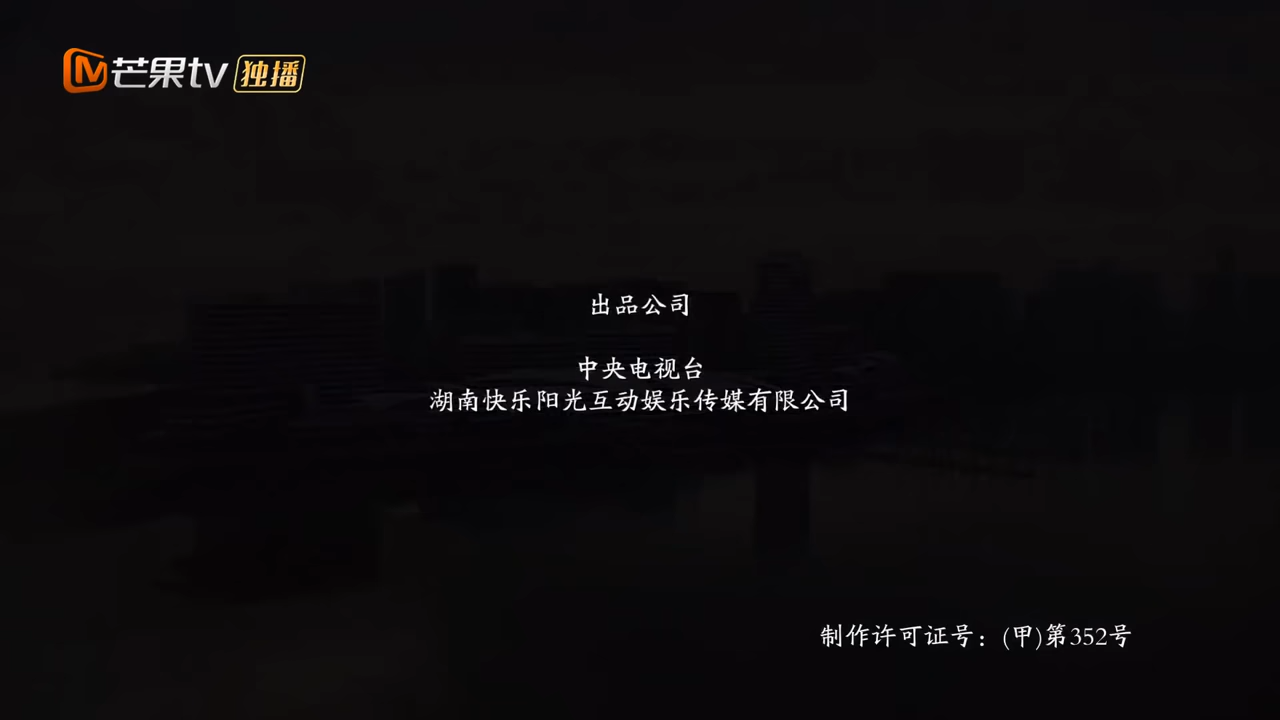 芒果tv 独播
出品公司
中央电视台
湖南快乐阳光互动娱乐传媒有限公司
制作许可证号：(甲)第352号